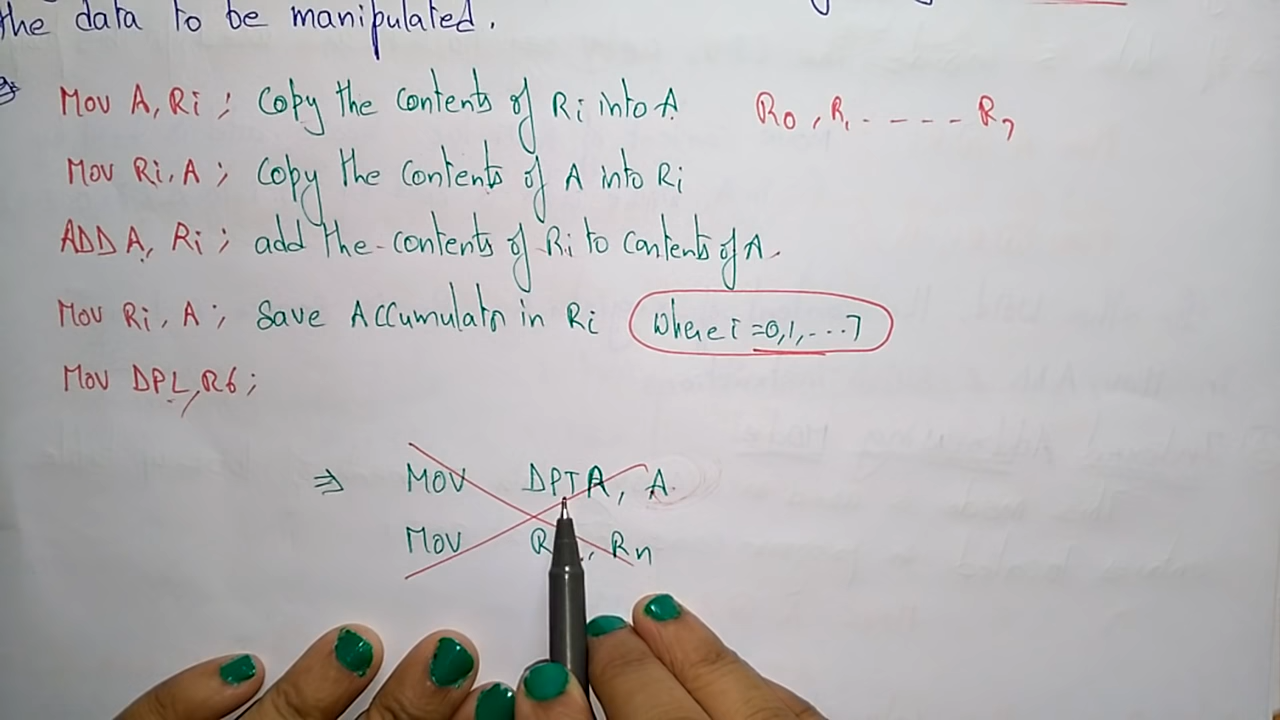 the data to be manipulated.
Mov A, Ri ; Copy the contents of Ri into A R0, R1 - - - - R7
Mov Ri, A ; Copy the contents of A into Ri
ADD A, Ri ; add the contents of Ri to contents of A.
Mov Ri, A ; Save Accumulator in Ri where i = 0,1, ...7
Mov DPL, R6 ;
⇒ MOV DPTR, A.
Mov Rn